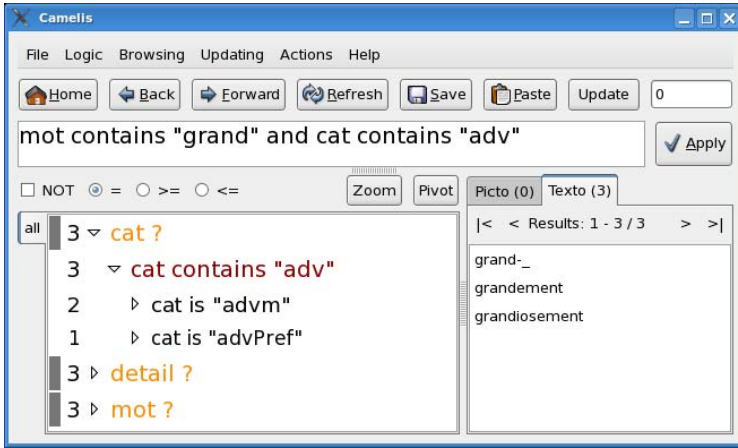 Camelis
File Logic Browsing Updating Actions Help
Home Back Forward Refresh Save Paste Update 0
mot contains "grand" and cat contains "adv"
Apply
NOT = >= <= Zoom Pivot
Picto (0) Texto (3)
all
3 cat ?
3 cat contains "adv"
2 cat is "advm"
1 cat is "advPref"
3 detail ?
3 mot ?
|< < Results: 1 - 3 / 3 > >|
grand-_
grandement
grandiosement